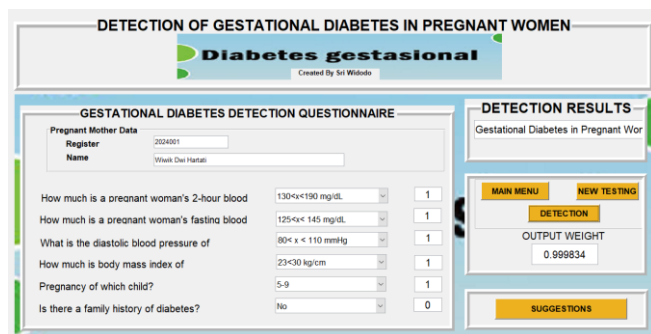 DETECTION OF GESTATIONAL DIABETES IN PREGNANT WOMEN
Diabetes gestasional
Created By Sri Widodo
GESTATIONAL DIABETES DETECTION QUESTIONNAIRE
Pregnant Mother Data
Register 2024001
Name Wiwik Dwi Hartati
How much is a pregnant woman's 2-hour blood 130<x<190 mg/dL 1
How much is a pregnant woman's fasting blood 125<x< 145 mg/dL 1
What is the diastolic blood pressure of 80< x < 110 mmHg 1
How much is body mass index of 23<30 kg/cm 1
Pregnancy of which child? 5-9 1
Is there a family history of diabetes? No 0
DETECTION RESULTS
Gestational Diabetes in Pregnant Wor
MAIN MENU NEW TESTING
DETECTION
OUTPUT WEIGHT
0.999834
SUGGESTIONS